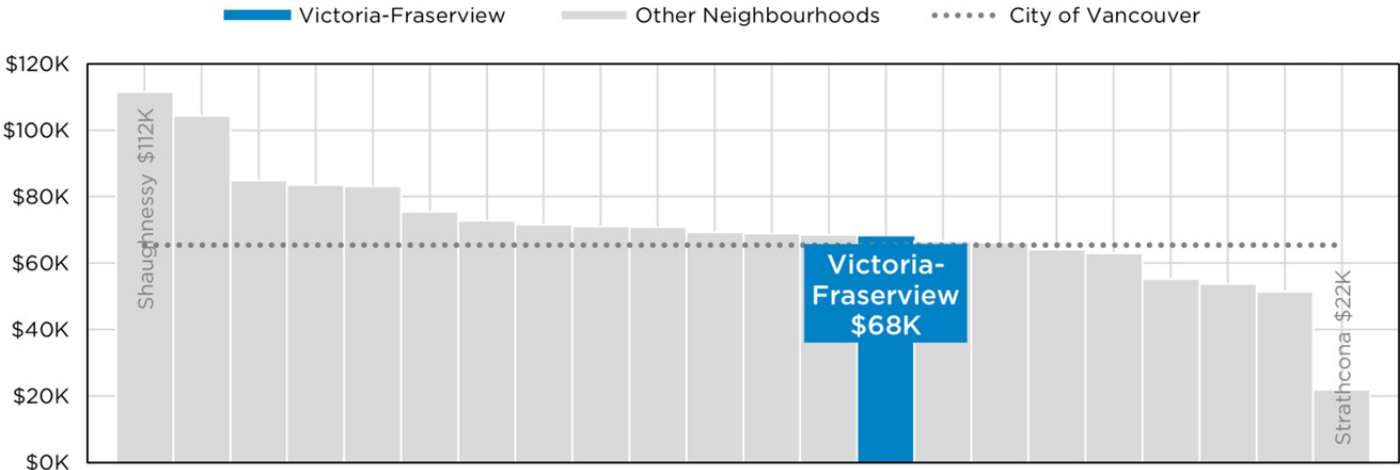 Victoria-Fraserview Other Neighbourhoods City of Vancouver
$120K
$100K
$80K
$60K
$40K
$20K
$0K
Shaughnessy $112K
Victoria-
Fraserview
$68K
Strathcona $22K